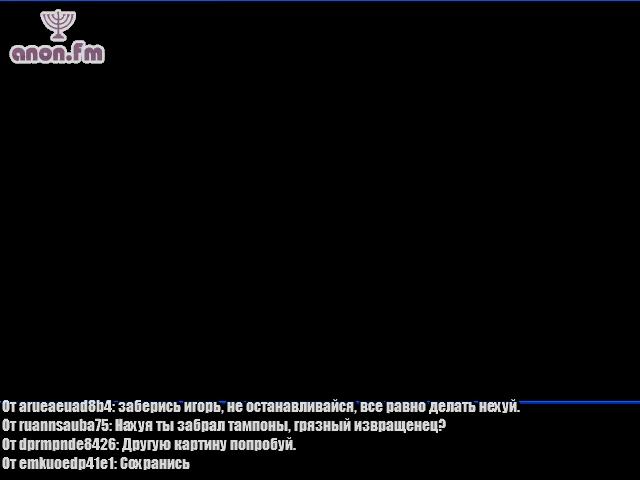 anon.fm
От arueaeuad8b4: заберись игорь, не останавливайся, все равно делать нехуй.
От ruannsauba75: Нахуя ты забрал тампоны, грязный извращенец?
От dprmpnde8426: Другую картину попробуй.
От emkuoedp41e1: Сохранись